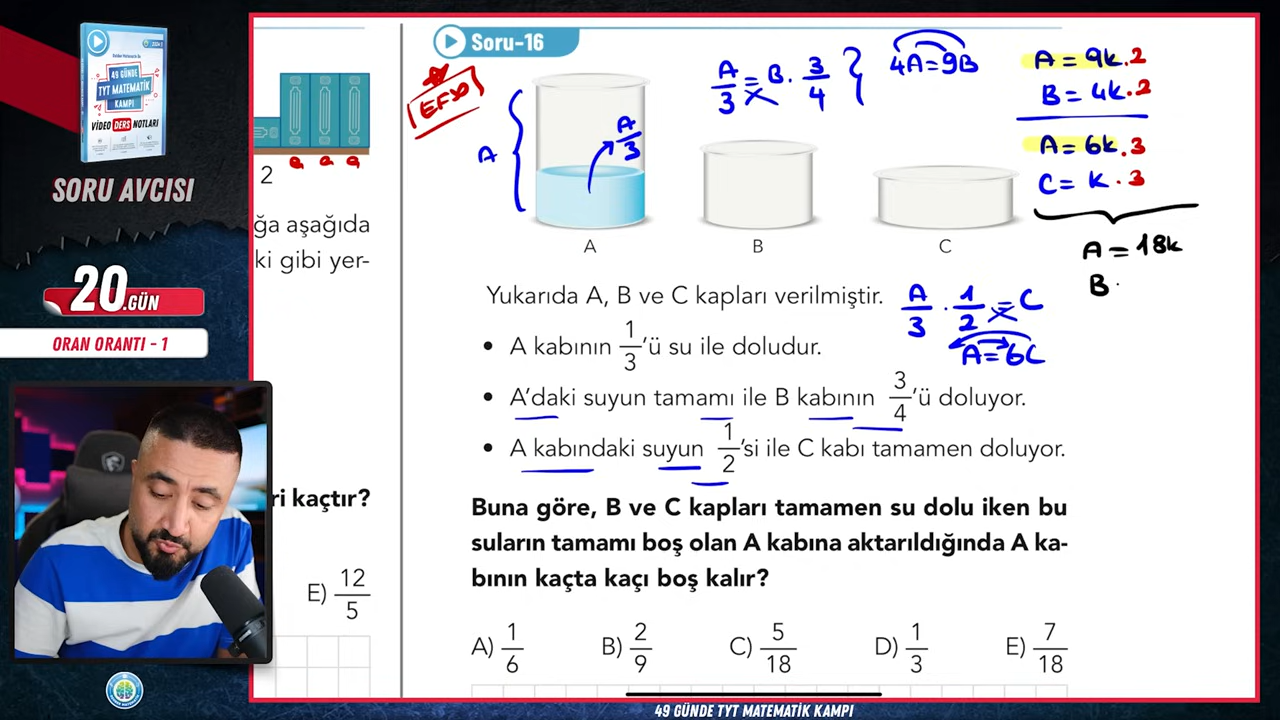 49 GÜNDE
TYT MATEMATİK
KAMPI
VİDEO DERS NOTLARI
SORU AVCISI
20.GÜN
ORAN ORANTI - 1
2
ğa aşağıda
ki gibi yer-
ri kaçtır?
E) 12/5
Soru-16
EFSO
A
A/3
A/3 = B · 3/4
4A=9B
A = 9k·2
B = 4k·2
A = 6k·3
C = k·3
A = 18k
B
A B C
Yukarıda A, B ve C kapları verilmiştir.
A/3 · 1/2 = C
A=6C
• A kabının 1/3'ü su ile doludur.
• A'daki suyun tamamı ile B kabının 3/4'ü doluyor.
• A kabındaki suyun 1/2'si ile C kabı tamamen doluyor.
Buna göre, B ve C kapları tamamen su dolu iken bu
suların tamamı boş olan A kabına aktarıldığında A ka-
bının kaçta kaçı boş kalır?
A) 1/6 B) 2/9 C) 5/18 D) 1/3 E) 7/18
49 GÜNDE TYT MATEMATİK KAMPI